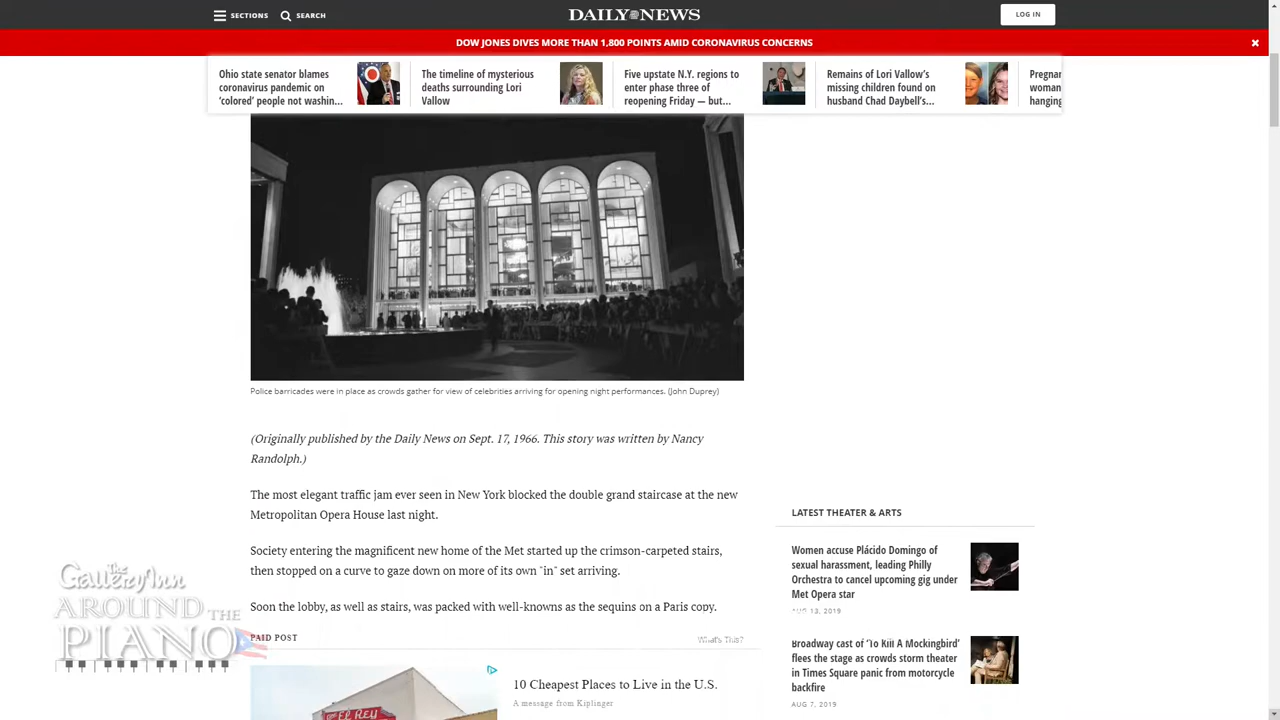 SECTIONS SEARCH DAILY NEWS LOG IN
DOW JONES DIVES MORE THAN 1,800 POINTS AMID CORONAVIRUS CONCERNS
Ohio state senator blames
coronavirus pandemic on
‘colored’ people not washin...
The timeline of mysterious
deaths surrounding Lori
Vallow
Five upstate N.Y. regions to
enter phase three of
reopening Friday — but...
Remains of Lori Vallow’s
missing children found on
husband Chad Daybell’s...
Pregnan
woman
hanging
Police barricades were in place as crowds gather for view of celebrities arriving for opening night performances. (John Duprey)
(Originally published by the Daily News on Sept. 17, 1966. This story was written by Nancy
Randolph.)
The most elegant traffic jam ever seen in New York blocked the double grand staircase at the new
Metropolitan Opera House last night.
Society entering the magnificent new home of the Met started up the crimson-carpeted stairs,
then stopped on a curve to gaze down on more of its own "in" set arriving.
Soon the lobby, as well as stairs, was packed with well-knowns as the sequins on a Paris copy.
PAID POST What's This?
10 Cheapest Places to Live in the U.S.
A message from Kiplinger
EL REY
LATEST THEATER & ARTS
Women accuse Plácido Domingo of
sexual harassment, leading Philly
Orchestra to cancel upcoming gig under
Met Opera star
AUG 13, 2019
Broadway cast of ‘To Kill A Mockingbird’
flees the stage as crowds storm theater
in Times Square panic from motorcycle
backfire
AUG 7, 2019
the
GalleryInn
AROUND THE
PIANO